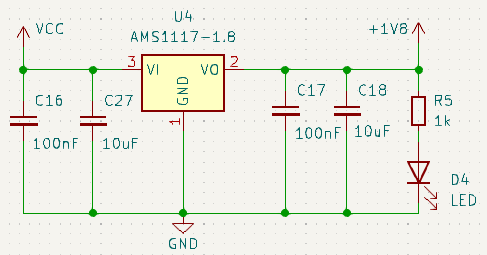 U4
VCC
AMS1117-1.8
+1V8
3
VI
VO
2
GND
1
C16
100nF
C27
10uF
C17
100nF
C18
10uF
R5
1k
D4
LED
GND